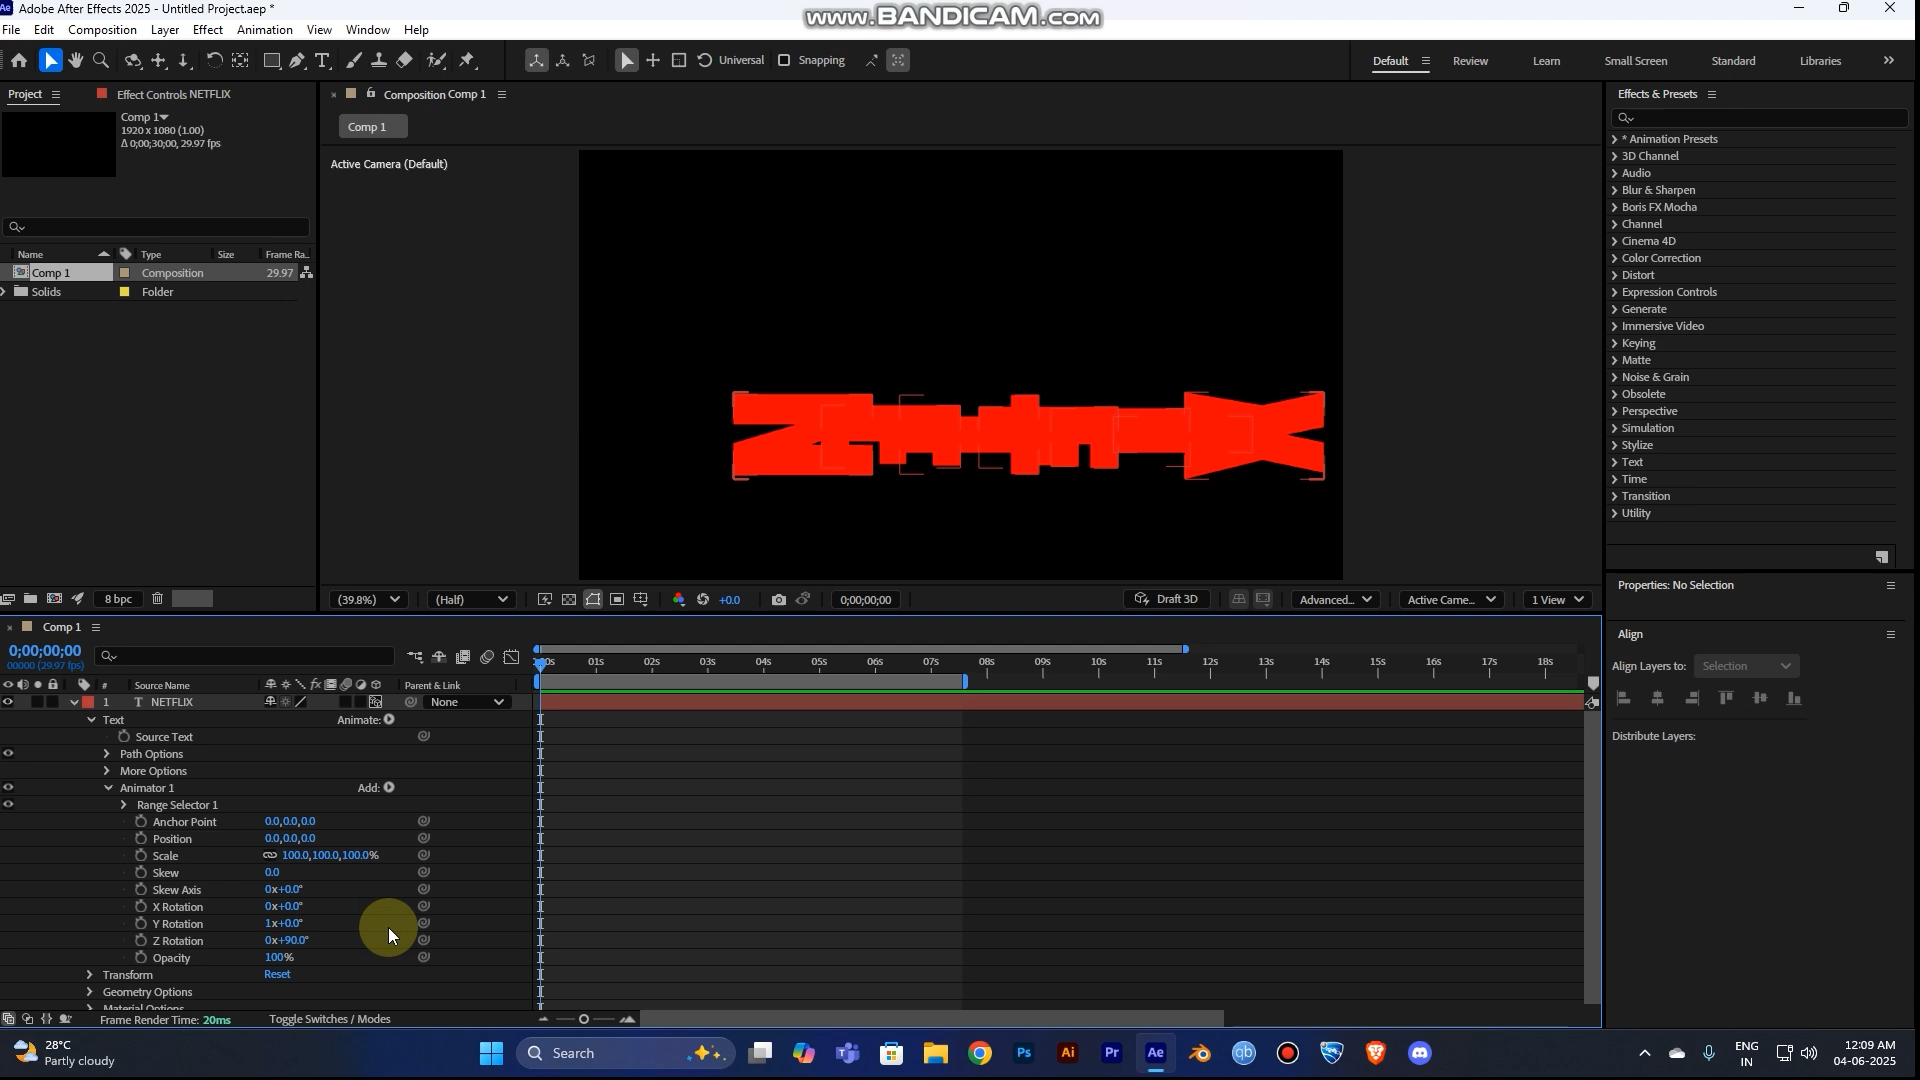 Adobe After Effects 2025 - Untitled Project.aep *
www.BANDICAM.com
File Edit Composition Layer Effect Animation View Window Help
Universal Snapping Default Review Learn Small Screen Standard Libraries
Project Effect Controls NETFLIX
Comp 1
1920 x 1080 (1.00)
Δ 0;00;30;00, 29.97 fps
Name Type Size Frame Ra..
Comp 1 Composition 29.97
Solids Folder
8 bpc
Composition Comp 1
Comp 1
Active Camera (Default)
(39.8%) (Half) +0.0 0;00;00;00 Draft 3D Advanced... Active Came... 1 View
Effects & Presets
* Animation Presets
3D Channel
Audio
Blur & Sharpen
Boris FX Mocha
Channel
Cinema 4D
Color Correction
Distort
Expression Controls
Generate
Immersive Video
Keying
Matte
Noise & Grain
Obsolete
Perspective
Simulation
Stylize
Text
Time
Transition
Utility
Properties: No Selection
Align
Align Layers to: Selection
Distribute Layers:
Comp 1
0;00;00;00
00000 (29.97 fps)
01s 02s 03s 04s 05s 06s 07s 08s 09s 10s 11s 12s 13s 14s 15s 16s 17s 18s
# Source Name Parent & Link
1 T NETFLIX None
Text Animate:
Source Text
Path Options
More Options
Animator 1 Add:
Range Selector 1
Anchor Point 0.0,0.0,0.0
Position 0.0,0.0,0.0
Scale 100.0,100.0,100.0%
Skew 0.0
Skew Axis 0x+0.0°
X Rotation 0x+0.0°
Y Rotation 1x+0.0°
Z Rotation 0x+90.0°
Opacity 100%
Transform Reset
Geometry Options
Material Options
Frame Render Time: 20ms Toggle Switches / Modes
28°C
Partly cloudy
Search
ENG
IN
12:09 AM
04-06-2025